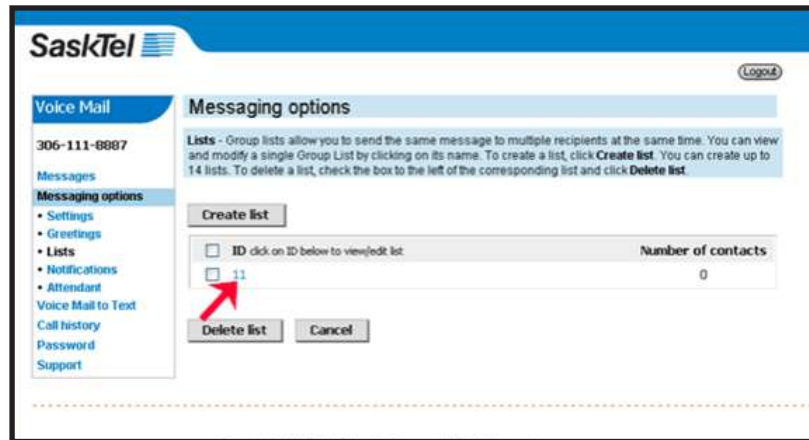 SaskTel
Logout
Voice Mail
306-111-8887
Messages
Messaging options
• Settings
• Greetings
• Lists
• Notifications
• Attendant
Voice Mail to Text
Call history
Password
Support
Messaging options
Lists - Group lists allow you to send the same message to multiple recipients at the same time. You can view
and modify a single Group List by clicking on its name. To create a list, click Create list. You can create up to
14 lists. To delete a list, check the box to the left of the corresponding list and click Delete list.
Create list
ID click on ID below to view/edit list Number of contacts
11 0
Delete list Cancel